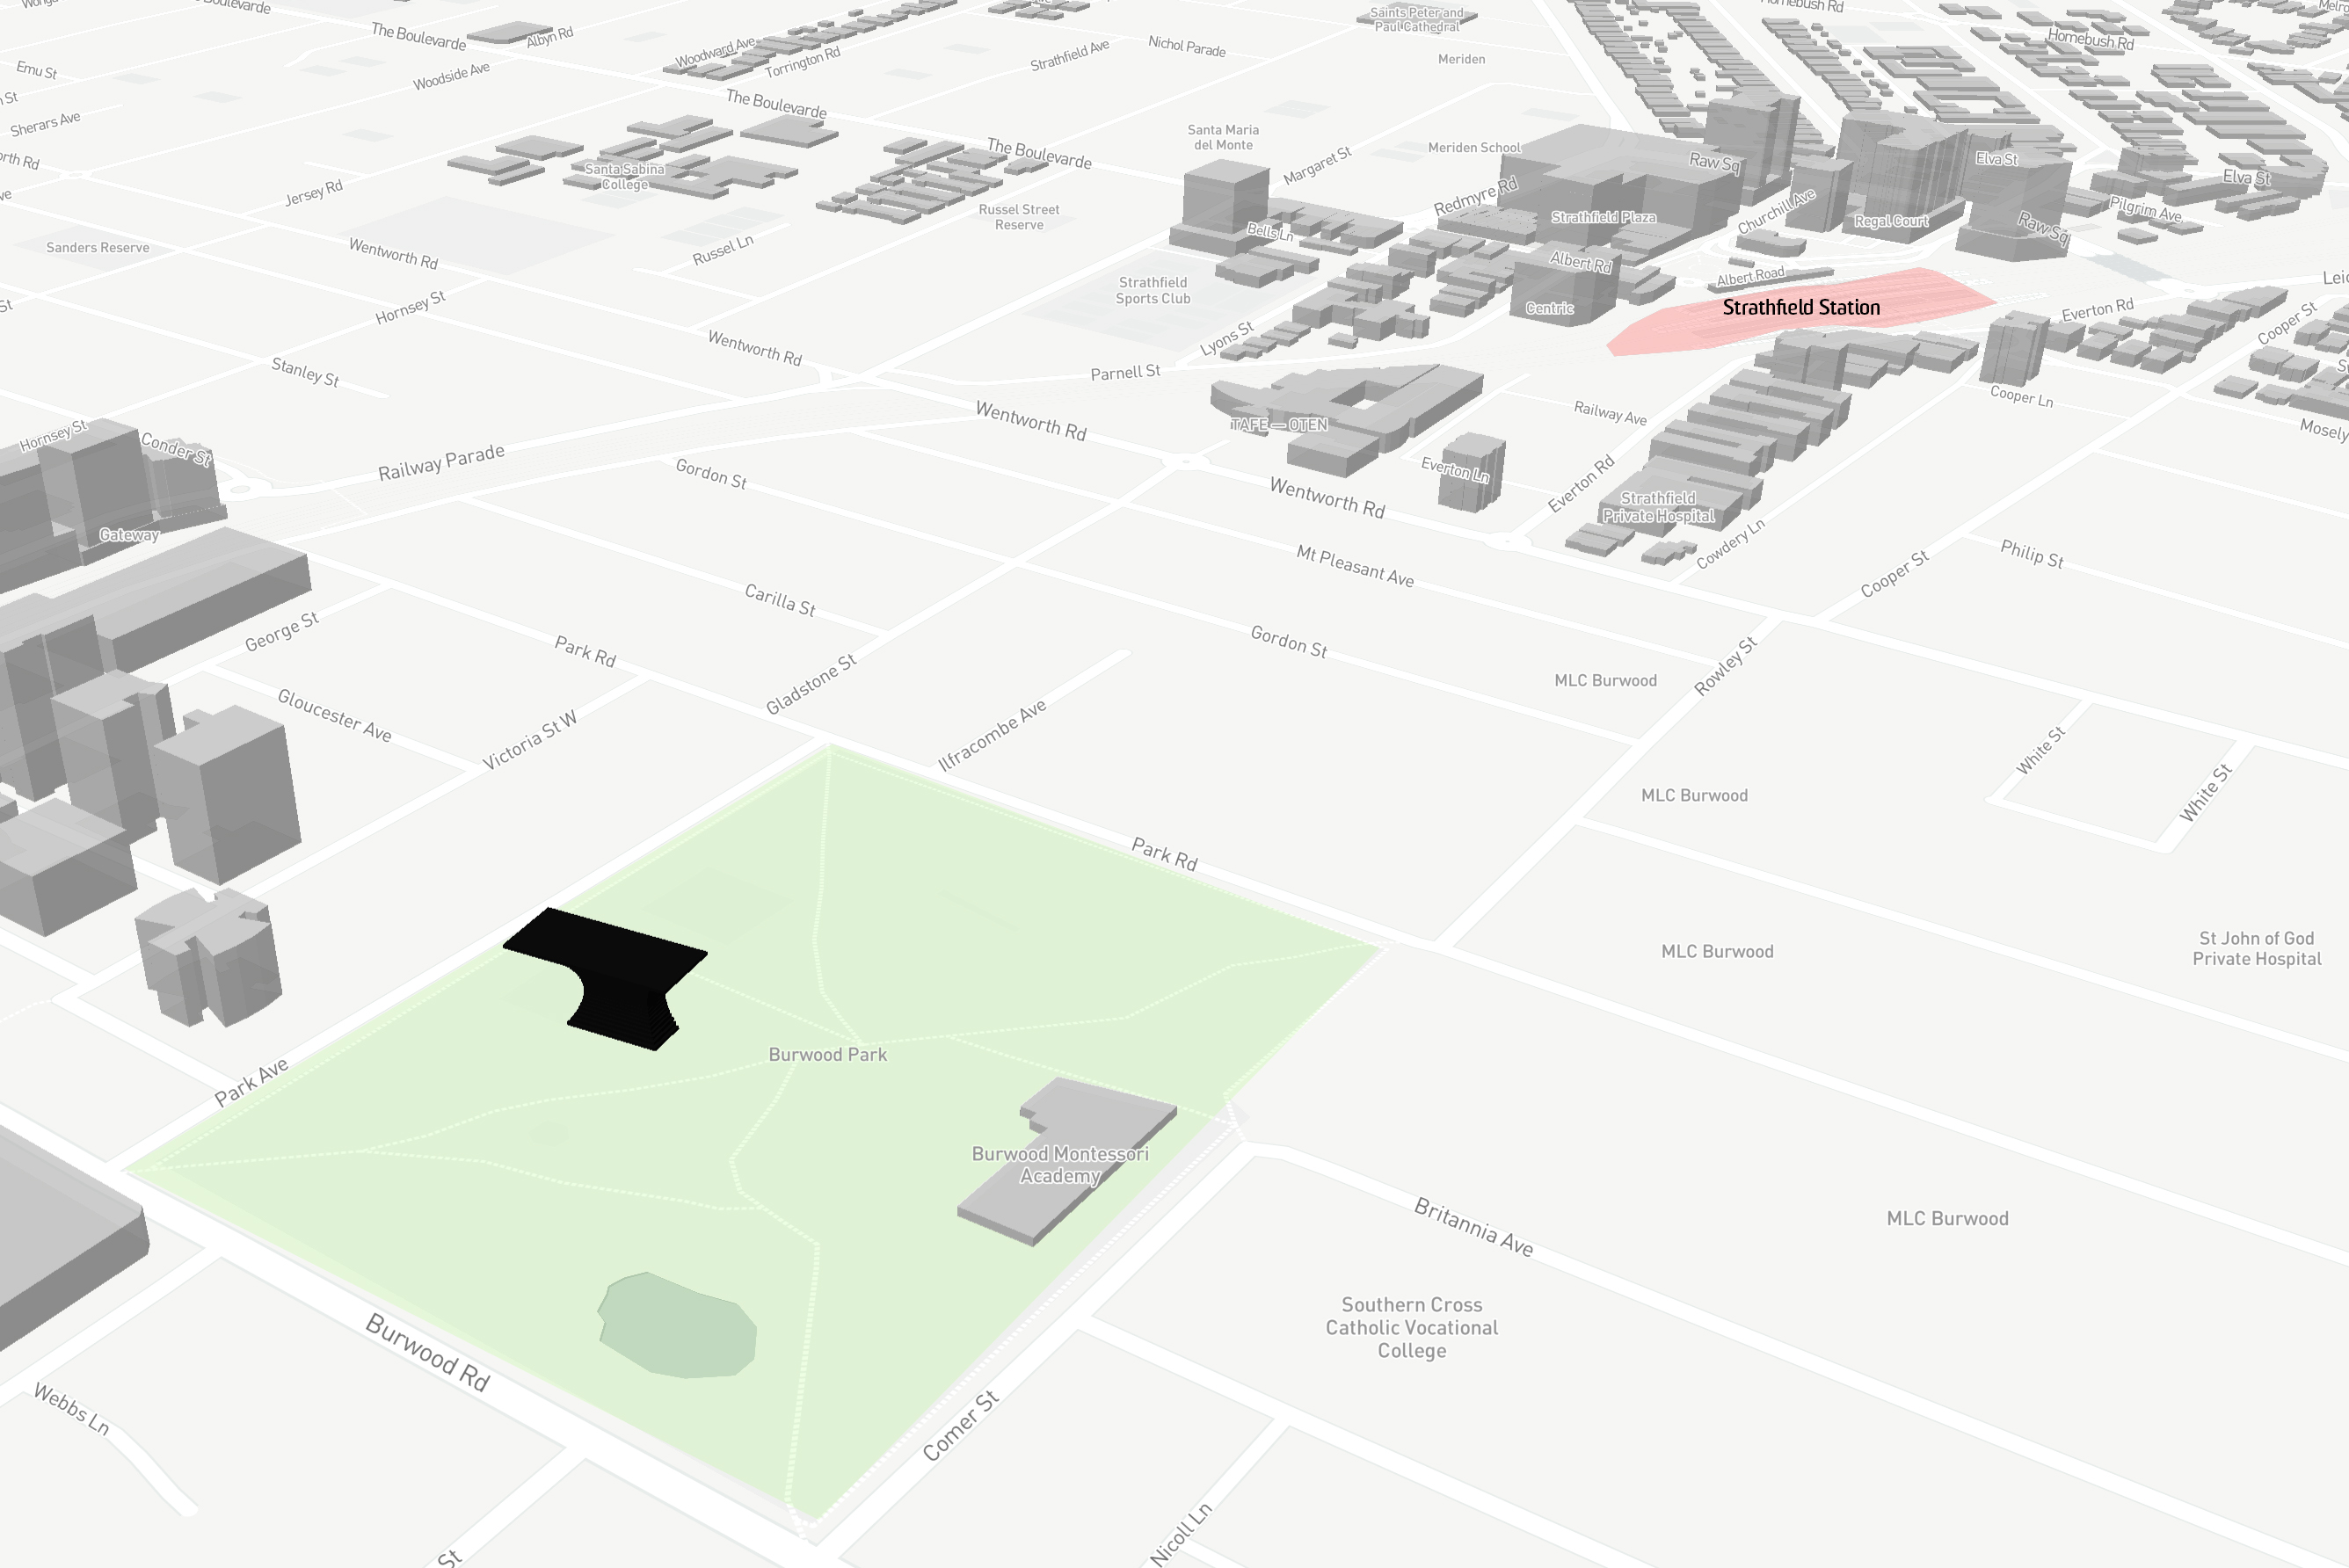 The Boulevarde
Homebush Rd
Saints Peter and
Paul Cathedral
The Boulevarde
Albyn Rd
Woodward Ave
Torrington Rd
Strathfield Ave
Nichol Parade
Meriden
Homebush Rd
Emu St
Woodside Ave
Sherars Ave
The Boulevarde
Santa Maria
del Monte
The Boulevarde
Margaret St
Meriden School
Raw Sq
Elva St
Elva St
Santa Sabina
College
Jersey Rd
Redmyre Rd
Russel Street
Reserve
Strathfield Plaza
Churchill Ave
Regal Court
Pilgrim Ave
Raw Sq
Sanders Reserve
Wentworth Rd
Russel Ln
Bells Ln
Albert Rd
Albert Road
Strathfield
Sports Club
Strathfield Station
Centric
Everton Rd
Cooper St
Hornsey St
Lyons St
Wentworth Rd
Parnell St
Stanley St
Cooper Ln
Wentworth Rd
TAFE — OTEN
Railway Ave
Mosely
Hornsey St
Conder St
Railway Parade
Gordon St
Everton Ln
Everton Rd
Wentworth Rd
Strathfield
Private Hospital
Gateway
Cowdery Ln
Mt Pleasant Ave
Philip St
Cooper St
Carilla St
George St
Park Rd
Gordon St
Gladstone St
Rowley St
MLC Burwood
Gloucester Ave
Victoria St W
Ilfracombe Ave
White St
White St
MLC Burwood
Park Rd
MLC Burwood
St John of God
Private Hospital
Burwood Park
Park Ave
Burwood Montessori
Academy
Britannia Ave
MLC Burwood
Southern Cross
Catholic Vocational
College
Burwood Rd
Webbs Ln
Comer St
Nicoll Ln
St